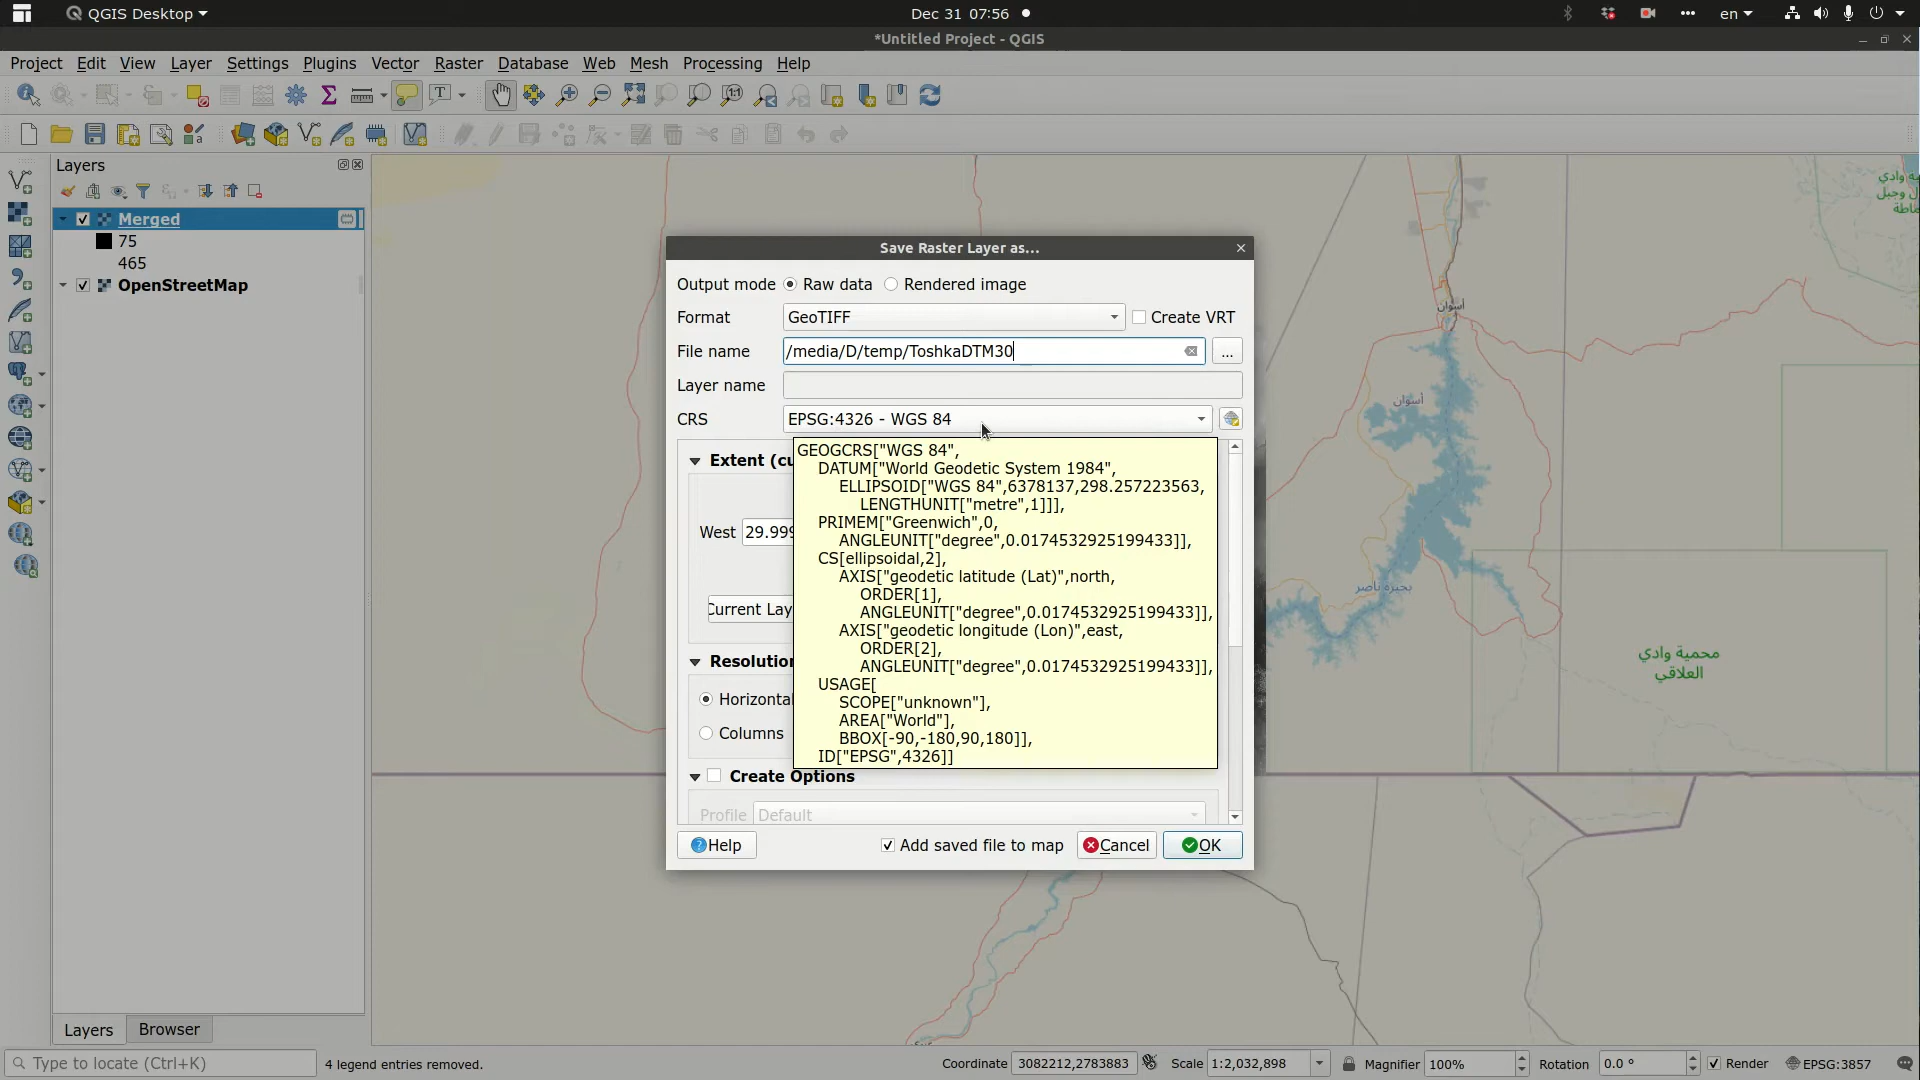 QGIS Desktop
Dec 31 07:56
en
*Untitled Project - QGIS
Project Edit View Layer Settings Plugins Vector Raster Database Web Mesh Processing Help
Layers
Merged
75
465
OpenStreetMap
Save Raster Layer as...
Output mode Raw data Rendered image
Format GeoTIFF Create VRT
File name /media/D/temp/ToshkaDTM30 ...
Layer name
CRS EPSG:4326 - WGS 84
Extent (cu
West 29.999
Current Lay
Resolution
Horizontal
Columns
GEOGCRS["WGS 84",
DATUM["World Geodetic System 1984",
ELLIPSOID["WGS 84",6378137,298.257223563,
LENGTHUNIT["metre",1]]],
PRIMEM["Greenwich",0,
ANGLEUNIT["degree",0.0174532925199433]],
CS[ellipsoidal,2],
AXIS["geodetic latitude (Lat)",north,
ORDER[1],
ANGLEUNIT["degree",0.0174532925199433]],
AXIS["geodetic longitude (Lon)",east,
ORDER[2],
ANGLEUNIT["degree",0.0174532925199433]],
USAGE[
SCOPE["unknown"],
AREA["World"],
BBOX[-90,-180,90,180]],
ID["EPSG",4326]]
Create Options
Profile Default
Help Add saved file to map Cancel OK
أسوان
أسوان
بحيرة ناصر
محمية وادي
العلاقي
Layers Browser
Type to locate (Ctrl+K) 4 legend entries removed. Coordinate 3082212,2783883 Scale 1:2,032,898 Magnifier 100% Rotation 0.0 ° Render EPSG:3857